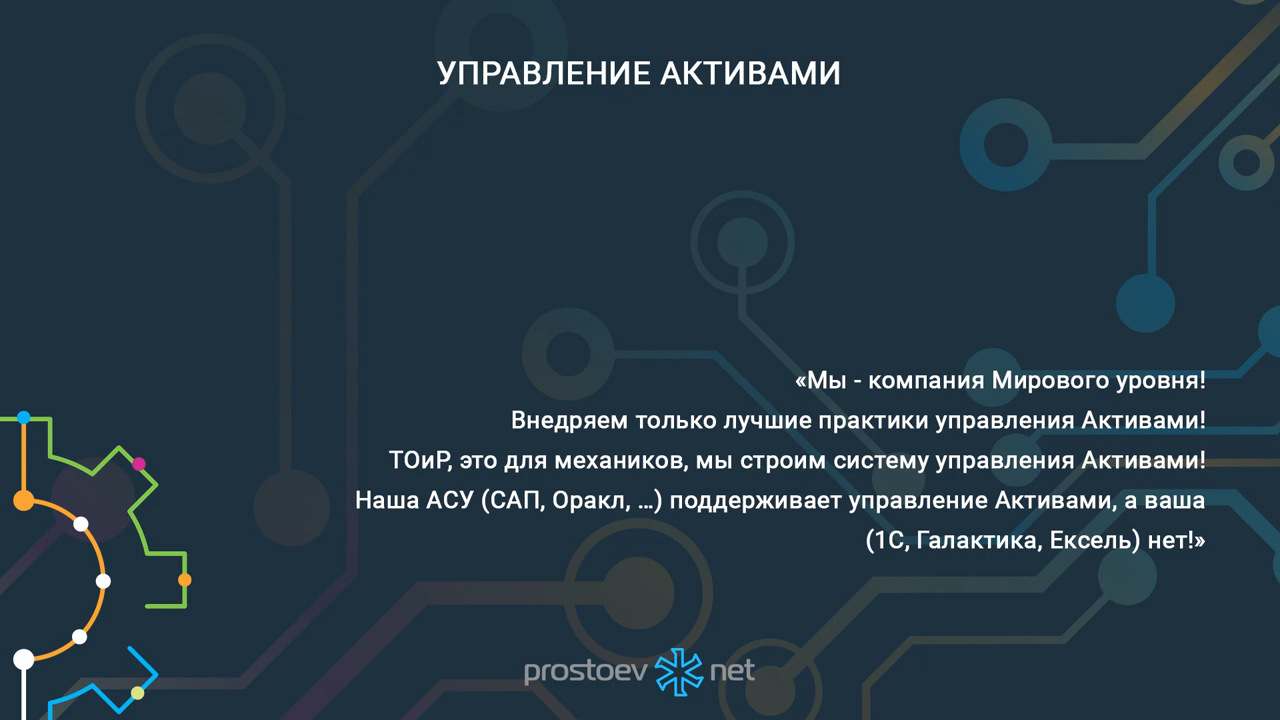 УПРАВЛЕНИЕ АКТИВАМИ
«Мы - компания Мирового уровня!
Внедряем только лучшие практики управления Активами!
ТОиР, это для механиков, мы строим систему управления Активами!
Наша АСУ (САП, Оракл, ...) поддерживает управление Активами, а ваша
(1С, Галактика, Ексель) нет!»
prostoev net